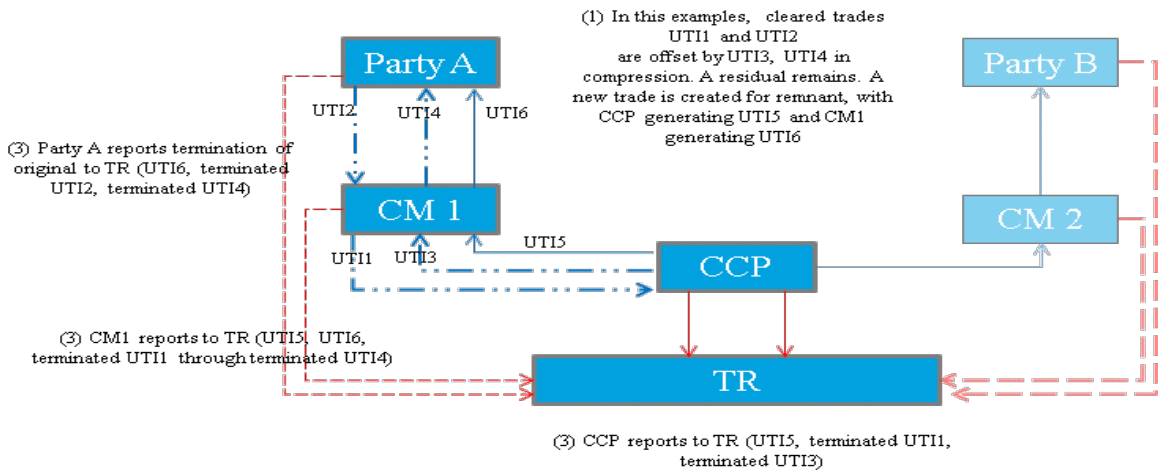 (1) In this examples, cleared trades
UTI1 and UTI2
are offset by UTI3, UTI4 in
compression. A residual remains. A
new trade is created for remnant, with
CCP generating UTI5 and CM1
generating UTI6
Party A
Party B
UTI2
UTI4
UTI6
(3) Party A reports termination of
original to TR (UTI6, terminated
UTI2, terminated UTI4)
CM 1
CM 2
UTI1
UTI3
UTI5
CCP
(3) CM1 reports to TR (UTI5, UTI6,
terminated UTI1 through terminated UTI4)
TR
(3) CCP reports to TR (UTI5, terminated UTI1,
terminated UTI3)